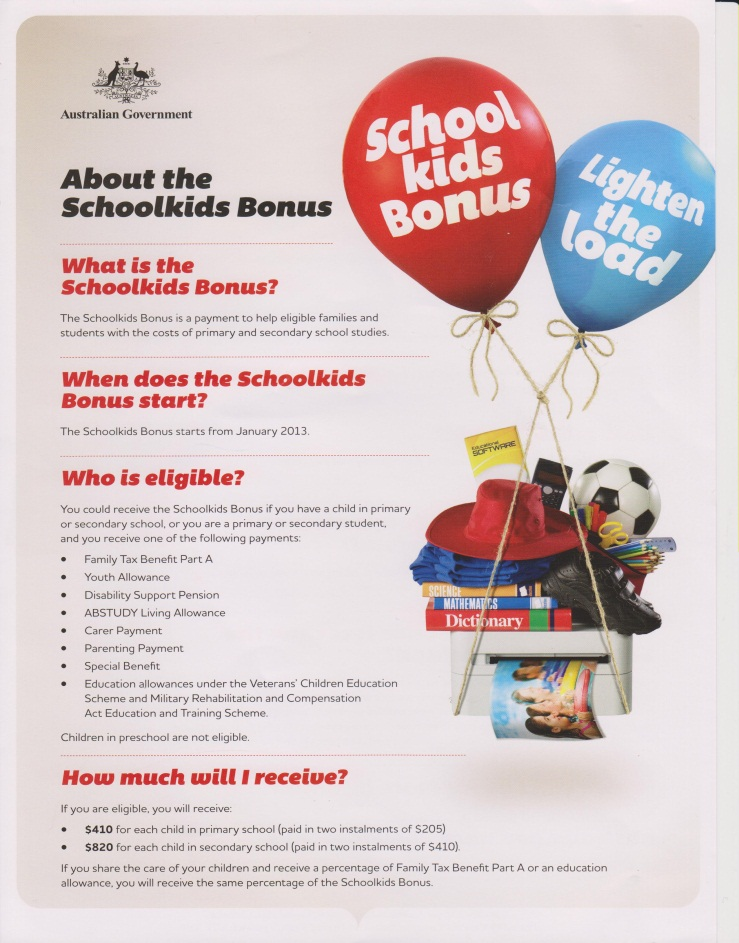 Australian Government
About the
Schoolkids Bonus
School
kids
Bonus
Lighten
the
load
What is the
Schoolkids Bonus?
The Schoolkids Bonus is a payment to help eligible families and
students with the costs of primary and secondary school studies.
When does the Schoolkids
Bonus start?
The Schoolkids Bonus starts from January 2013.
Who is eligible?
You could receive the Schoolkids Bonus if you have a child in primary
or secondary school, or you are a primary or secondary student,
and you receive one of the following payments:
• Family Tax Benefit Part A
• Youth Allowance
• Disability Support Pension
• ABSTUDY Living Allowance
• Carer Payment
• Parenting Payment
• Special Benefit
• Education allowances under the Veterans' Children Education
Scheme and Military Rehabilitation and Compensation
Act Education and Training Scheme.
Children in preschool are not eligible.
Educational
SOFTWARE
SCIENCE
MATHEMATICS
Dictionary
How much will I receive?
If you are eligible, you will receive:
• $410 for each child in primary school (paid in two instalments of $205)
• $820 for each child in secondary school (paid in two instalments of $410).
If you share the care of your children and receive a percentage of Family Tax Benefit Part A or an education
allowance, you will receive the same percentage of the Schoolkids Bonus.